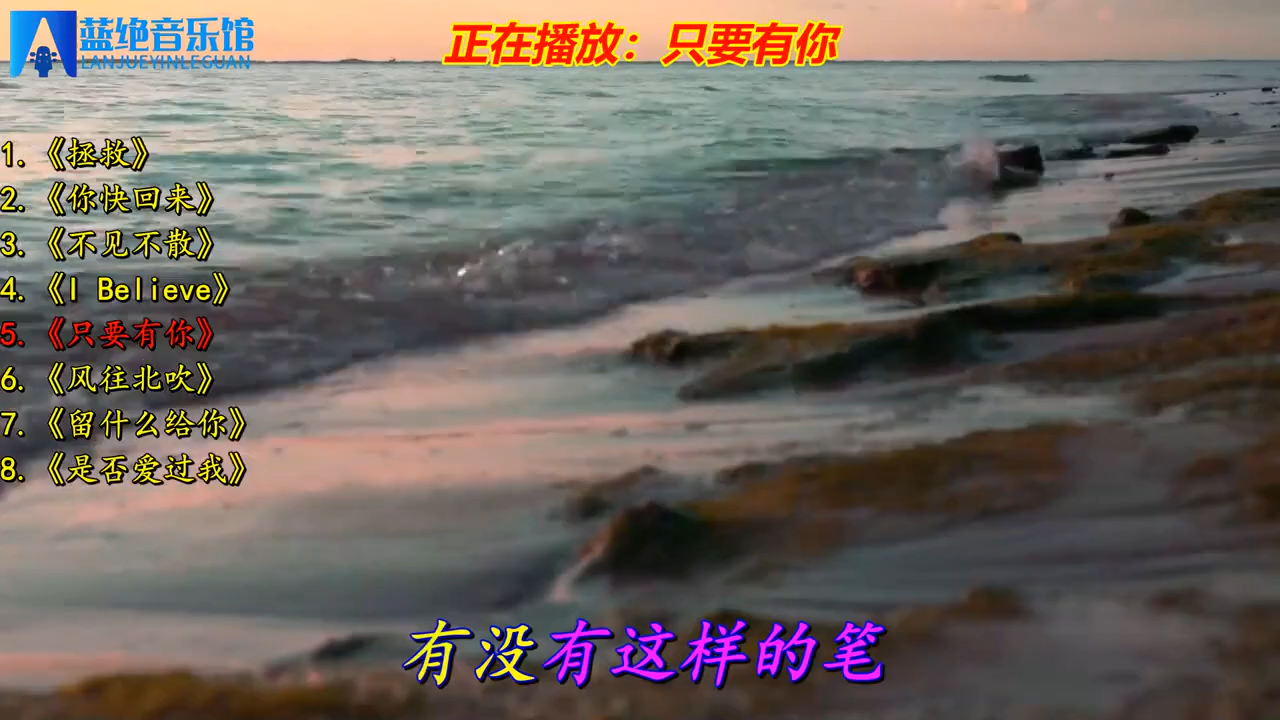 蓝绝音乐馆
LANJUEYINLEGUAN
正在播放：只要有你
1.《拯救》
2.《你快回来》
3.《不见不散》
4.《I Believe》
5.《只要有你》
6.《风往北吹》
7.《留什么给你》
8.《是否爱过我》
有没有这样的笔